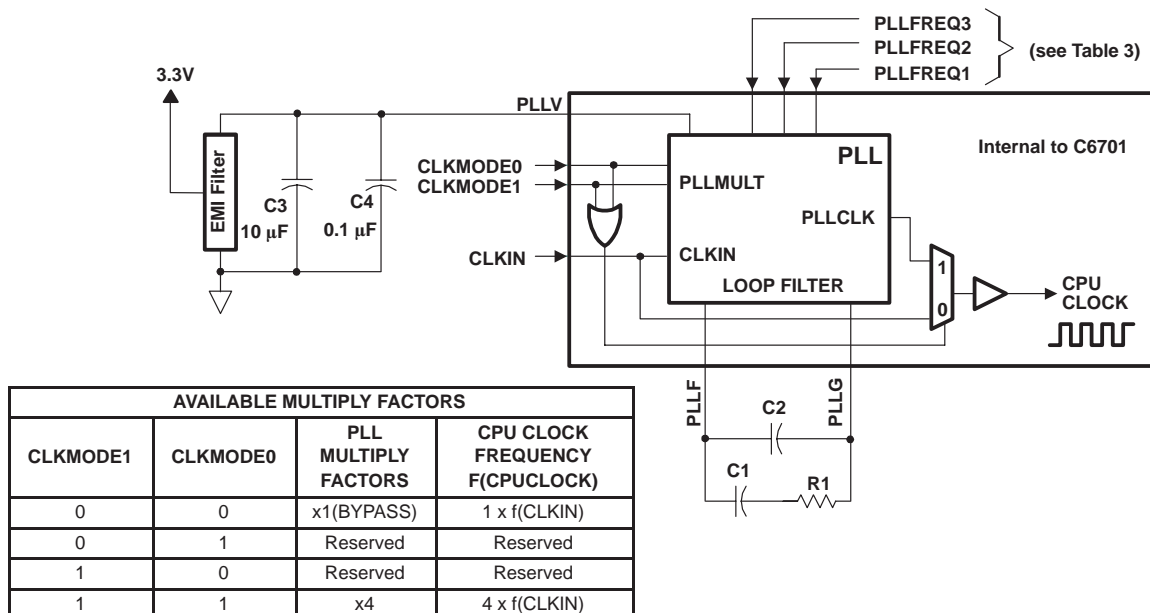 PLLFREQ3
PLLFREQ2
PLLFREQ1
(see Table 3)
3.3V
PLLV
Internal to C6701
PLL
EMI Filter
C3
10 µF
C4
0.1 µF
CLKMODE0
CLKMODE1
PLLMULT
PLLCLK
CLKIN
CLKIN
LOOP FILTER
1
0
CPU
CLOCK
PLLF
PLLG
C2
C1
R1
AVAILABLE MULTIPLY FACTORS
CLKMODE1 CLKMODE0 PLL MULTIPLY FACTORS CPU CLOCK FREQUENCY F(CPUCLOCK)
0 0 x1(BYPASS) 1 x f(CLKIN)
0 1 Reserved Reserved
1 0 Reserved Reserved
1 1 x4 4 x f(CLKIN)